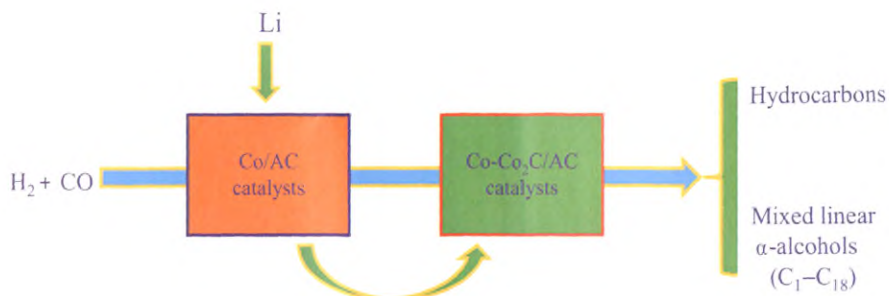 Li
H₂ + CO
Co/AC
catalysts
Co-Co₂C/AC
catalysts
Hydrocarbons
Mixed linear
α-alcohols
(C₁–C₁₈)